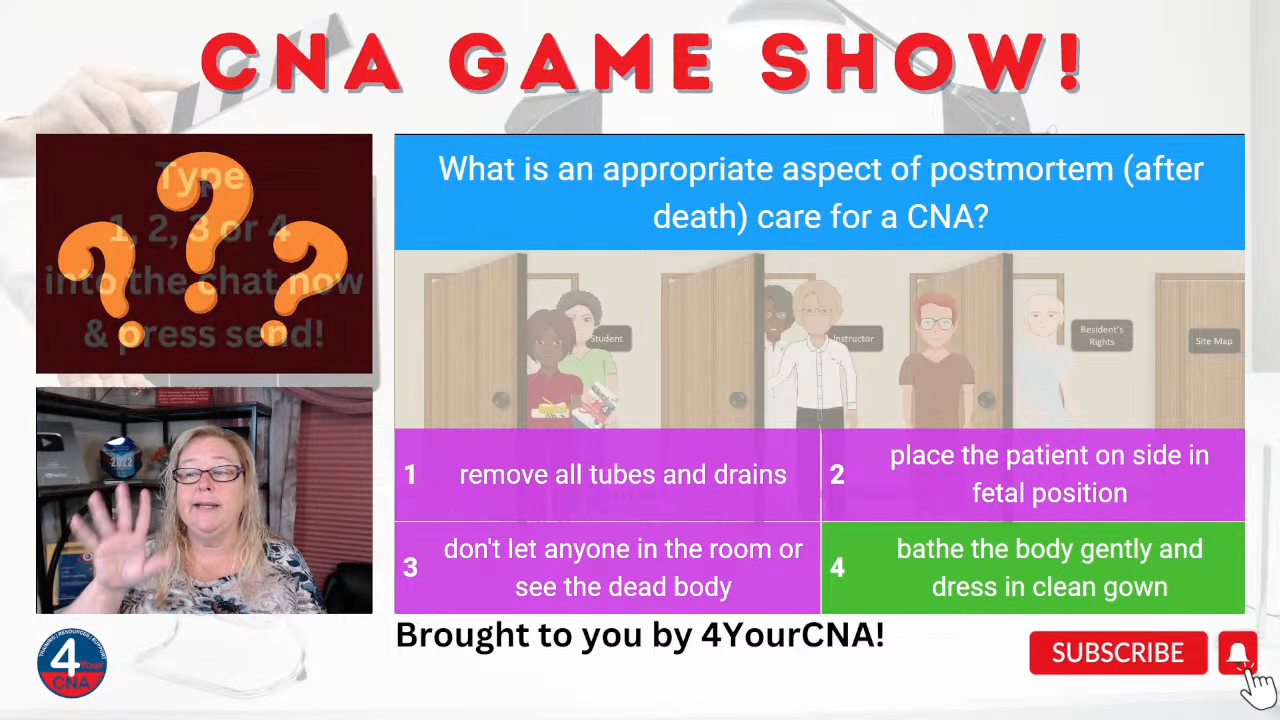 CNA GAME SHOW!
Type
1, 2, 3 or 4
into the chat now
& press send!
What is an appropriate aspect of postmortem (after
death) care for a CNA?
Student
Instructor
Resident's
Rights
Site Map
1 remove all tubes and drains
2 place the patient on side in
fetal position
3 don't let anyone in the room or
see the dead body
4 bathe the body gently and
dress in clean gown
2022
Brought to you by 4YourCNA!
TRAINING | RESOURCES | SUPPORT
4 Your
CNA
SUBSCRIBE